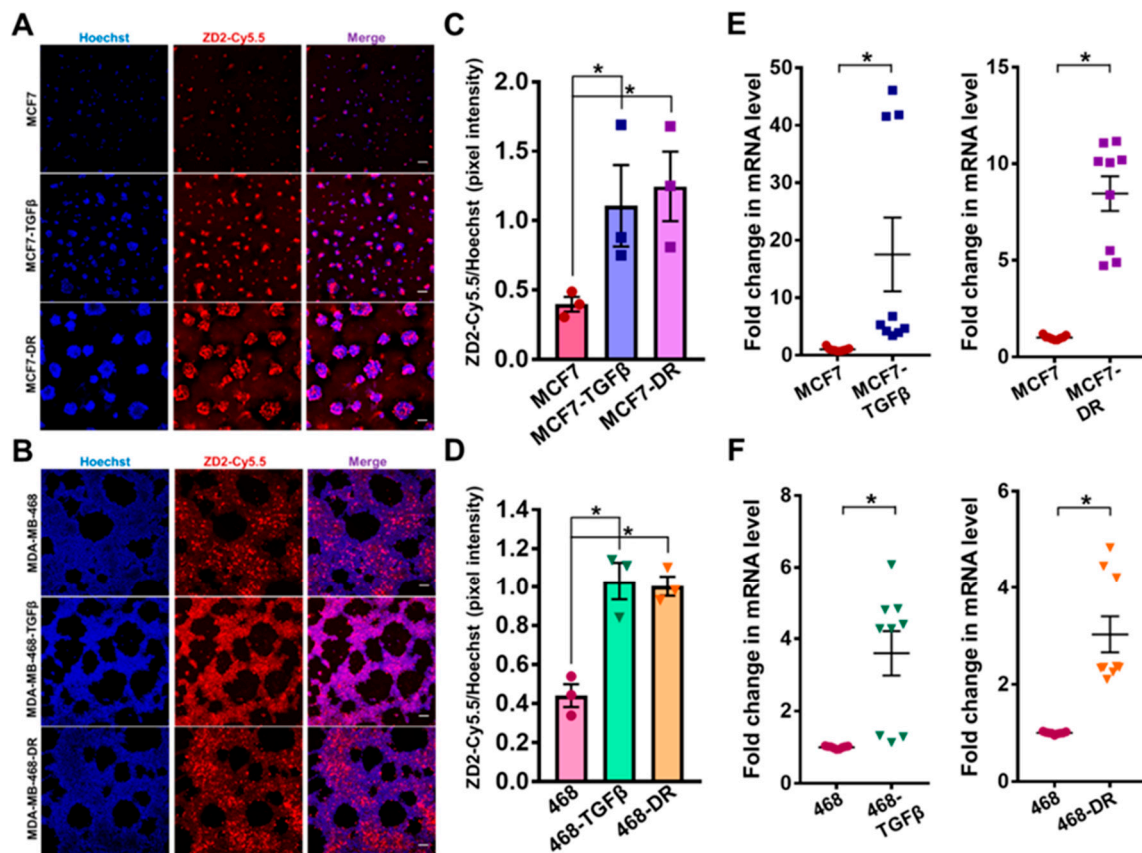 A
Hoechst ZD2-Cy5.5 Merge
MCF7
MCF7-TGFβ
MCF7-DR
B
Hoechst ZD2-Cy5.5 Merge
MDA-MB-468
MDA-MB-468-TGFβ
MDA-MB-468-DR
C
ZD2-Cy5.5/Hoechst (pixel intensity)
2.0
1.5
1.0
0.5
0.0
*
*
MCF7
MCF7-TGFβ
MCF7-DR
D
ZD2-Cy5.5/Hoechst (pixel intensity)
1.4
1.2
1.0
0.8
0.6
0.4
0.2
0.0
*
*
468
468-TGFβ
468-DR
E
Fold change in mRNA level
50
40
30
20
10
0
*
MCF7
MCF7-
TGFβ
Fold change in mRNA level
15
10
5
0
*
MCF7
MCF7-
DR
F
Fold change in mRNA level
8
6
4
2
0
*
468
468-
TGFβ
Fold change in mRNA level
6
4
2
0
*
468
468-DR